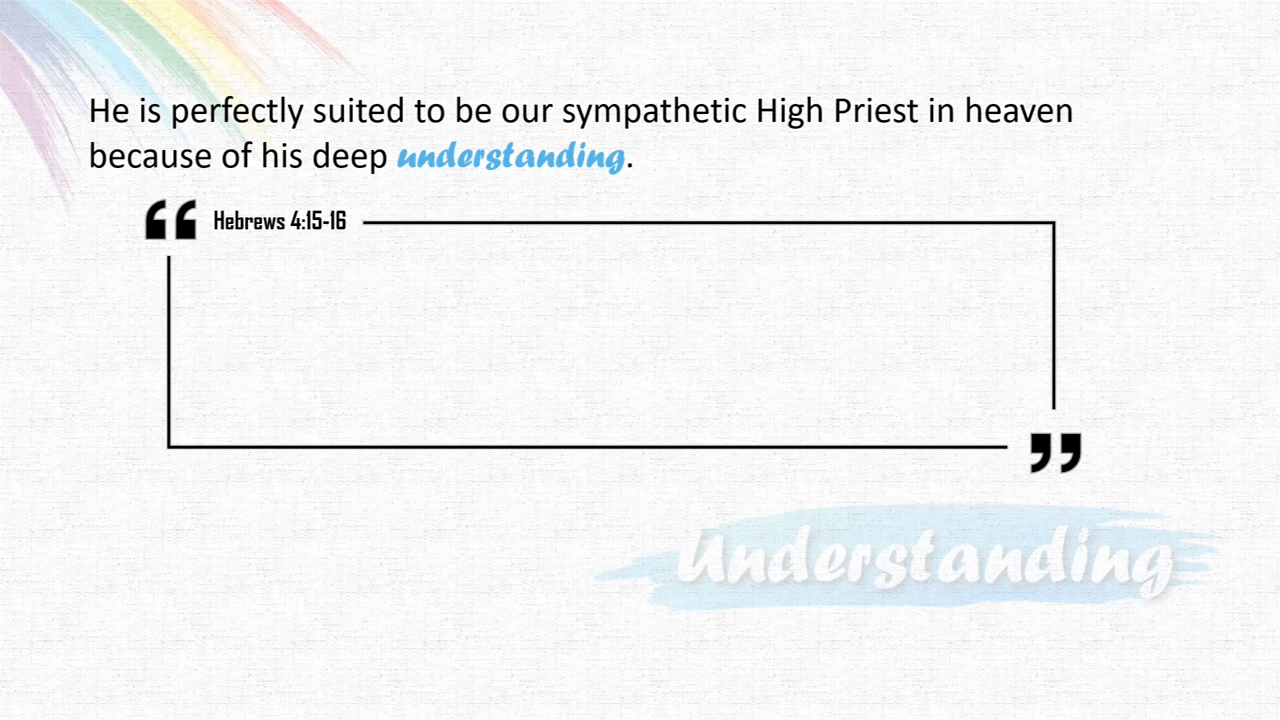 He is perfectly suited to be our sympathetic High Priest in heaven
because of his deep understanding.
“ Hebrews 4:15-16
”
Understanding